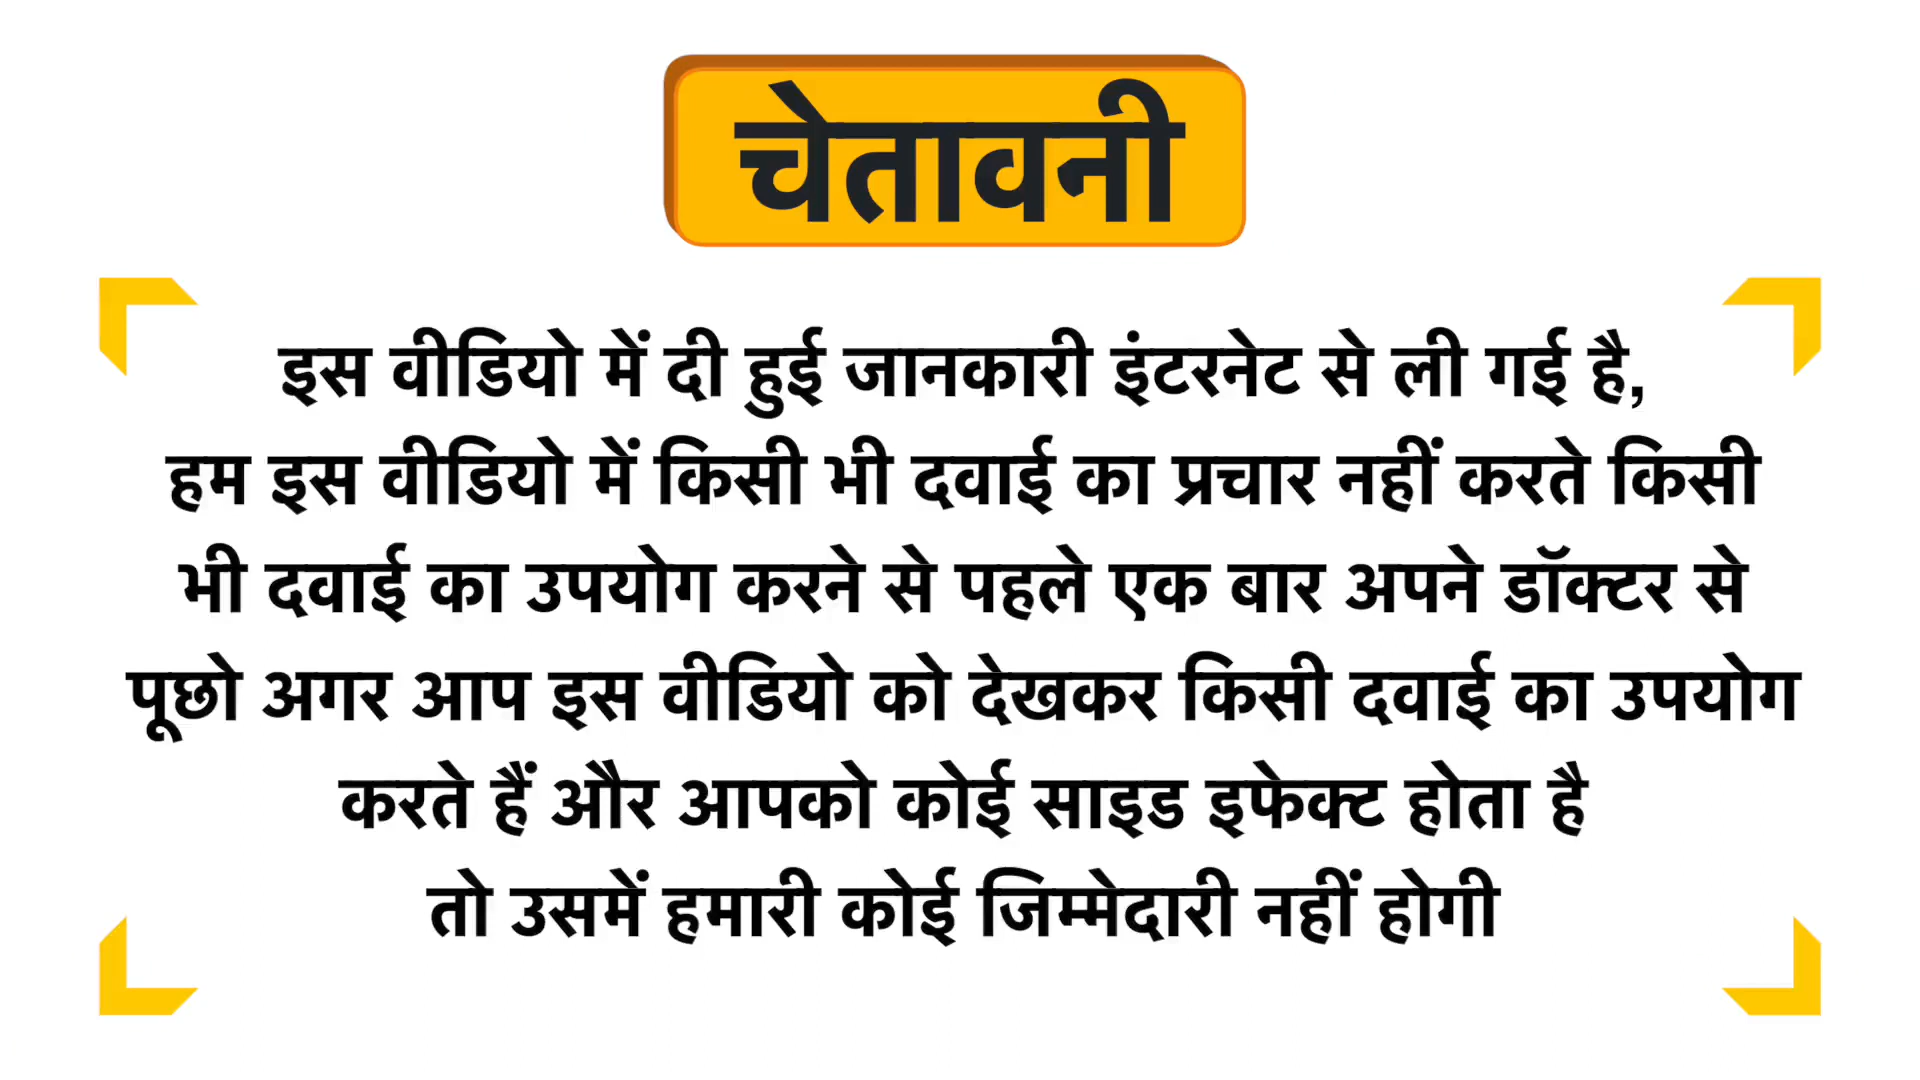 चेतावनी
इस वीडियो में दी हुई जानकारी इंटरनेट से ली गई है,
हम इस वीडियो में किसी भी दवाई का प्रचार नहीं करते किसी
भी दवाई का उपयोग करने से पहले एक बार अपने डॉक्टर से
पूछो अगर आप इस वीडियो को देखकर किसी दवाई का उपयोग
करते हैं और आपको कोई साइड इफेक्ट होता है
तो उसमें हमारी कोई जिम्मेदारी नहीं होगी